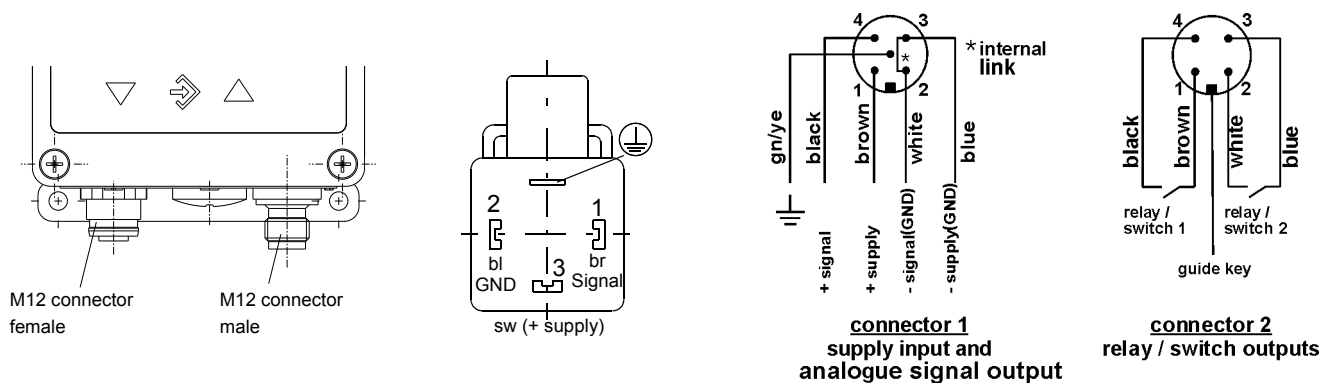 M12 connector
female
M12 connector
male
2
1
bl
GND
br
Signal
3
sw (+ supply)
4
3
*
* internal
link
1
2
gn/ye
black
brown
white
blue
+ signal
+ supply
- signal(GND)
- supply(GND)
connector 1
supply input and
analogue signal output
4
3
1
2
black
brown
white
blue
relay /
switch 1
relay /
switch 2
guide key
connector 2
relay / switch outputs